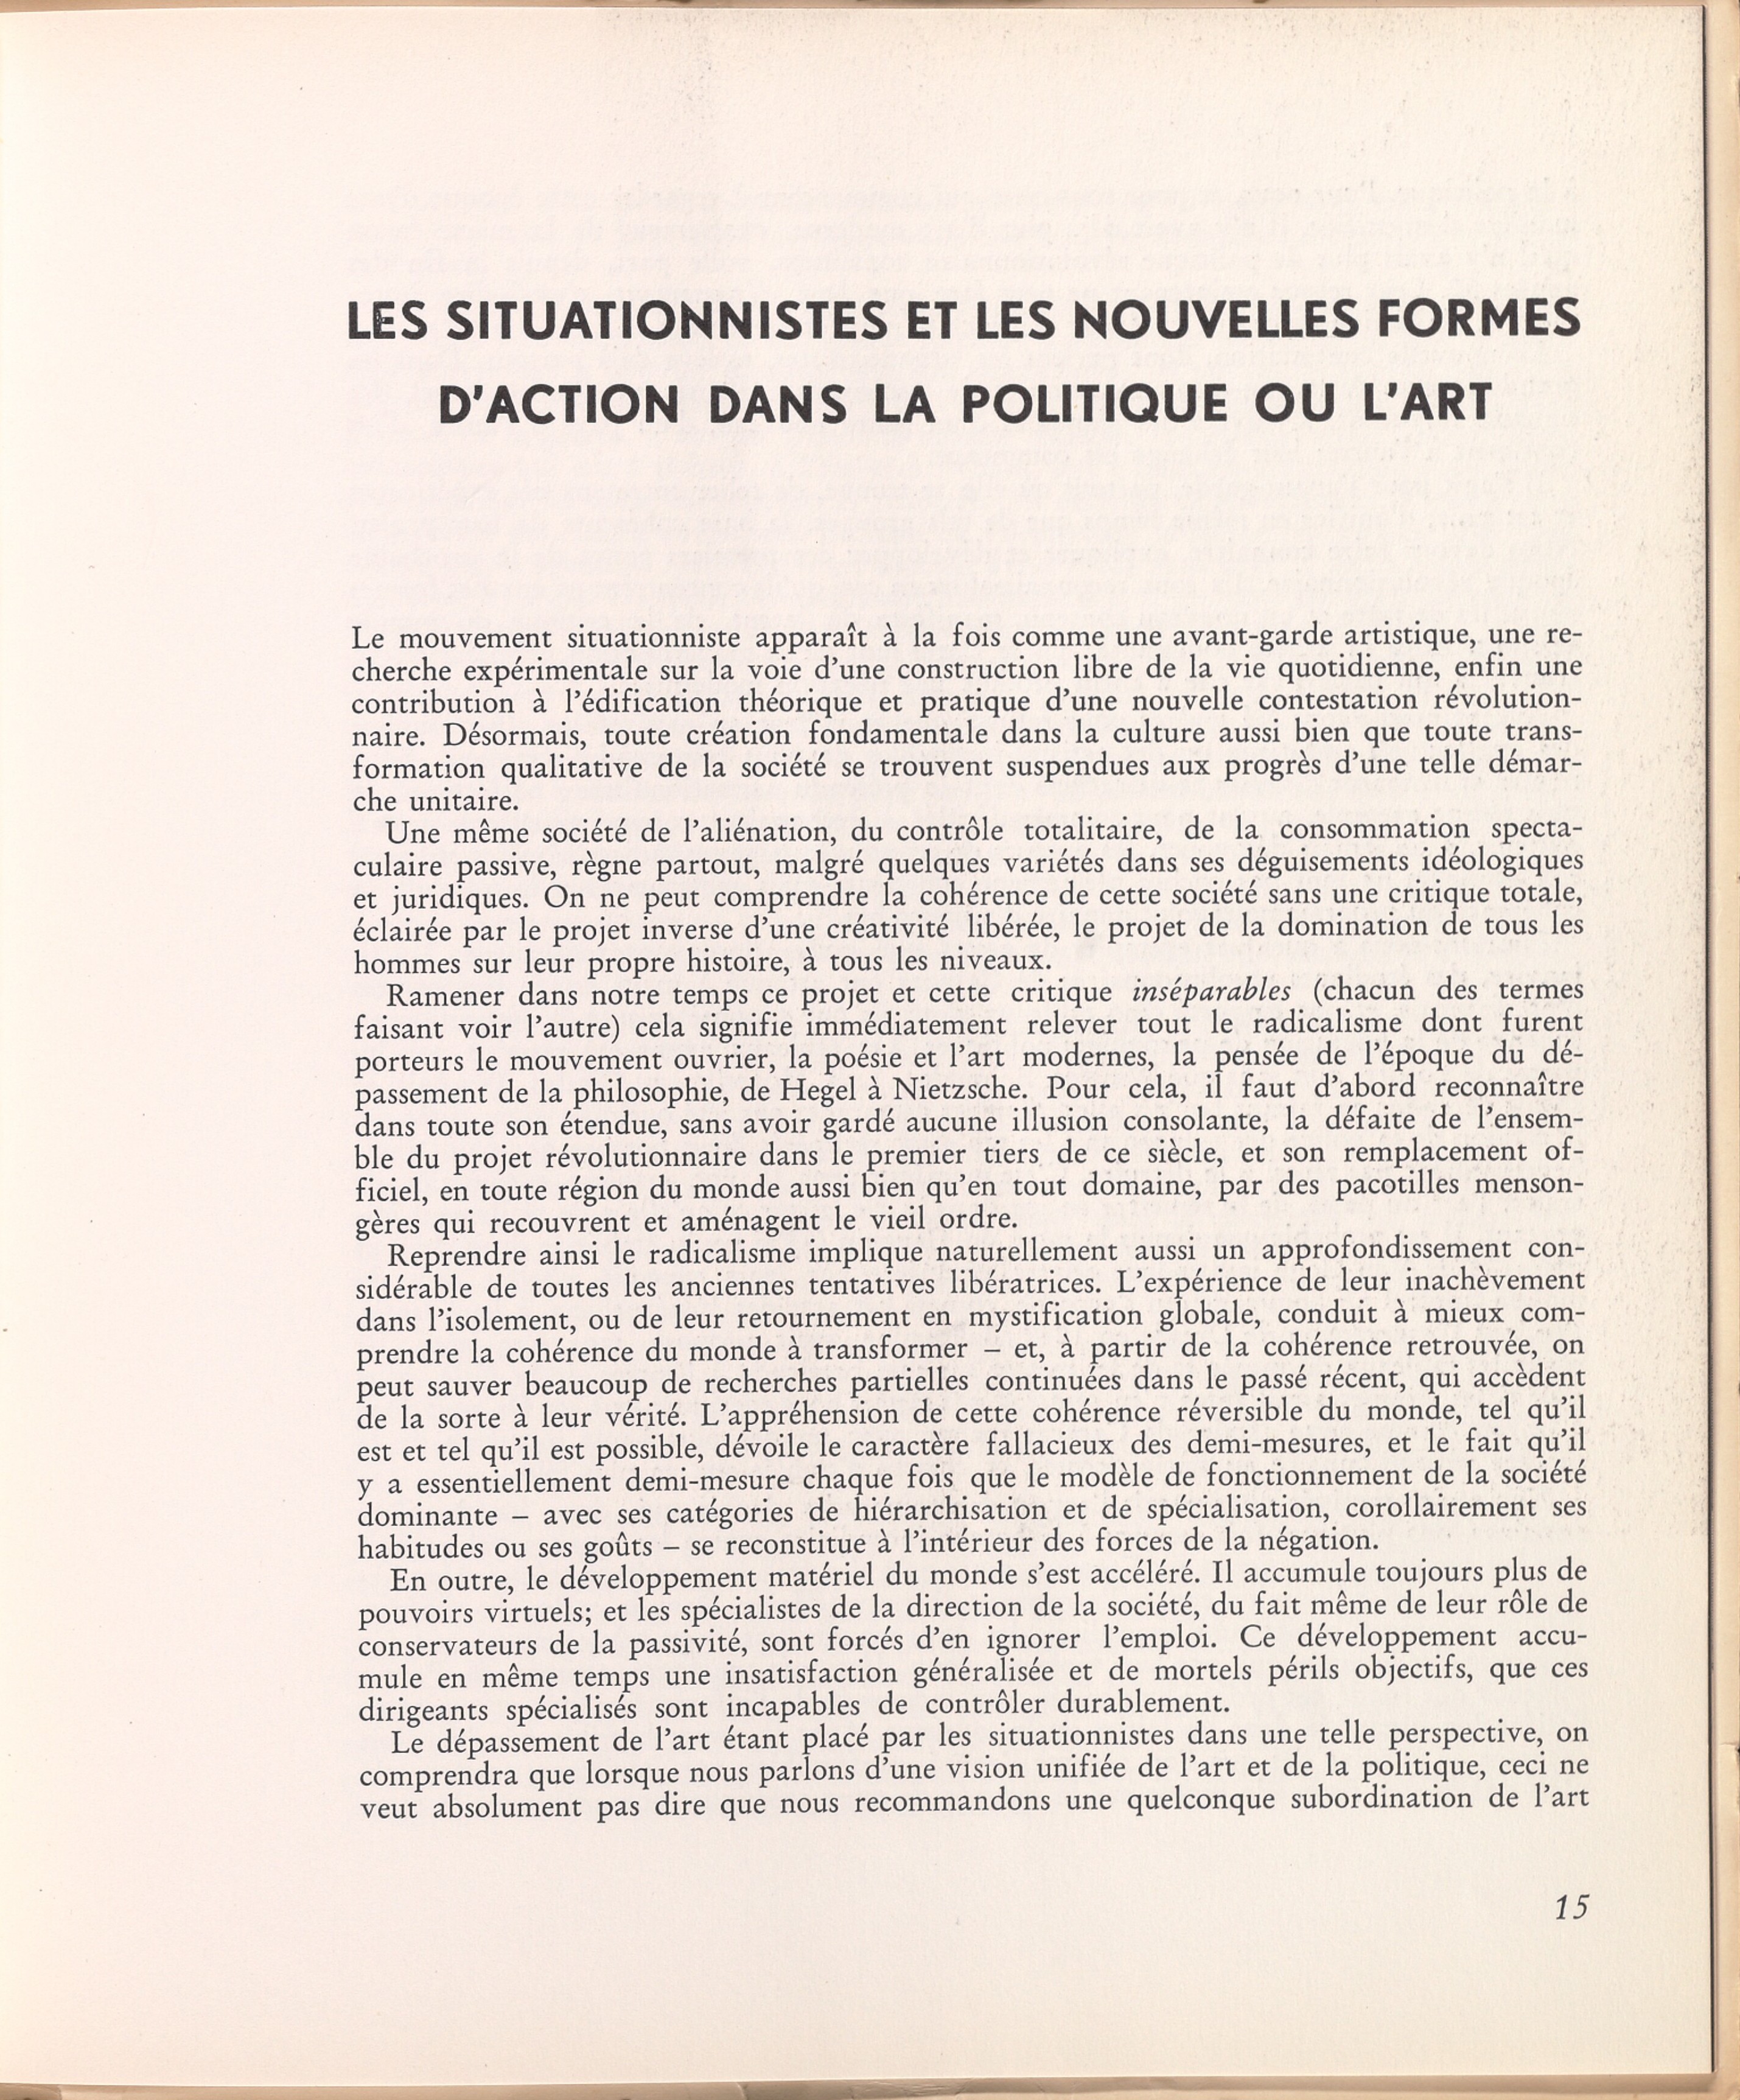 LES SITUATIONNISTES ET LES NOUVELLES FORMES
D'ACTION DANS LA POLITIQUE OU L'ART
Le mouvement situationniste apparaît à la fois comme une avant-garde artistique, une re-
cherche expérimentale sur la voie d'une construction libre de la vie quotidienne, enfin une
contribution à l'édification théorique et pratique d'une nouvelle contestation révolution-
naire. Désormais, toute création fondamentale dans la culture aussi bien que toute trans-
formation qualitative de la société se trouvent suspendues aux progrès d'une telle démar-
che unitaire.
Une même société de l'aliénation, du contrôle totalitaire, de la consommation specta-
culaire passive, règne partout, malgré quelques variétés dans ses déguisements idéologiques
et juridiques. On ne peut comprendre la cohérence de cette société sans une critique totale,
éclairée par le projet inverse d'une créativité libérée, le projet de la domination de tous les
hommes sur leur propre histoire, à tous les niveaux.
Ramener dans notre temps ce projet et cette critique inséparables (chacun des termes
faisant voir l'autre) cela signifie immédiatement relever tout le radicalisme dont furent
porteurs le mouvement ouvrier, la poésie et l'art modernes, la pensée de l'époque du dé-
passement de la philosophie, de Hegel à Nietzsche. Pour cela, il faut d'abord reconnaître
dans toute son étendue, sans avoir gardé aucune illusion consolante, la défaite de l'ensem-
ble du projet révolutionnaire dans le premier tiers de ce siècle, et son remplacement of-
ficiel, en toute région du monde aussi bien qu'en tout domaine, par des pacotilles menson-
gères qui recouvrent et aménagent le vieil ordre.
Reprendre ainsi le radicalisme implique naturellement aussi un approfondissement con-
sidérable de toutes les anciennes tentatives libératrices. L'expérience de leur inachèvement
dans l'isolement, ou de leur retournement en mystification globale, conduit à mieux com-
prendre la cohérence du monde à transformer – et, à partir de la cohérence retrouvée, on
peut sauver beaucoup de recherches partielles continuées dans le passé récent, qui accèdent
de la sorte à leur vérité. L'appréhension de cette cohérence réversible du monde, tel qu'il
est et tel qu'il est possible, dévoile le caractère fallacieux des demi-mesures, et le fait qu'il
y a essentiellement demi-mesure chaque fois que le modèle de fonctionnement de la société
dominante – avec ses catégories de hiérarchisation et de spécialisation, corollairement ses
habitudes ou ses goûts – se reconstitue à l'intérieur des forces de la négation.
En outre, le développement matériel du monde s'est accéléré. Il accumule toujours plus de
pouvoirs virtuels; et les spécialistes de la direction de la société, du fait même de leur rôle de
conservateurs de la passivité, sont forcés d'en ignorer l'emploi. Ce développement accu-
mule en même temps une insatisfaction généralisée et de mortels périls objectifs, que ces
dirigeants spécialisés sont incapables de contrôler durablement.
Le dépassement de l'art étant placé par les situationnistes dans une telle perspective, on
comprendra que lorsque nous parlons d'une vision unifiée de l'art et de la politique, ceci ne
veut absolument pas dire que nous recommandons une quelconque subordination de l'art
15